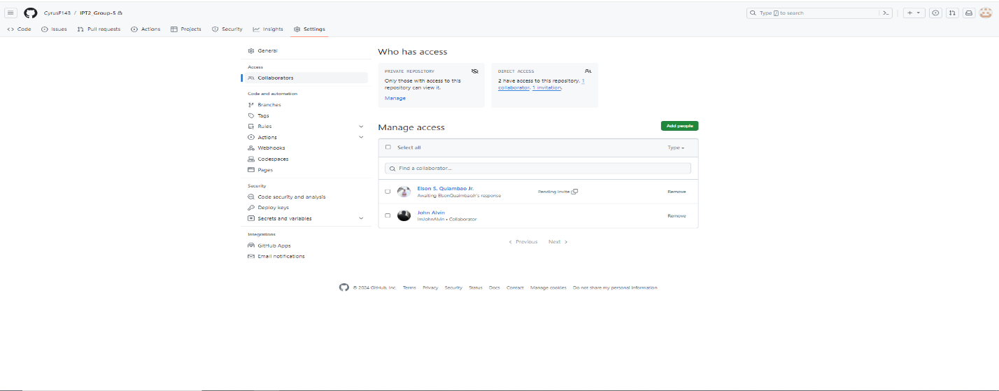 CyrusF143 / IPT2_Group-5
Type / to search
Code Issues Pull requests Actions Projects Security Insights Settings
General
Access
Collaborators
Code and automation
Branches
Tags
Rules
Actions
Webhooks
Codespaces
Pages
Security
Code security and analysis
Deploy keys
Secrets and variables
Integrations
GitHub Apps
Email notifications
Who has access
PRIVATE REPOSITORY
Only those with access to this
repository can view it.
Manage
DIRECT ACCESS
2 have access to this repository. 1
collaborator. 1 invitation.
Manage access
Add people
Select all
Type
Find a collaborator...
Elson S. Quiambao Jr.
Awaiting ElsonQuaimbaoJr's response
Pending Invite
Remove
John Alvin
ImJohnAlvin • Collaborator
Remove
Previous Next
© 2024 GitHub, Inc. Terms Privacy Security Status Docs Contact Manage cookies Do not share my personal information